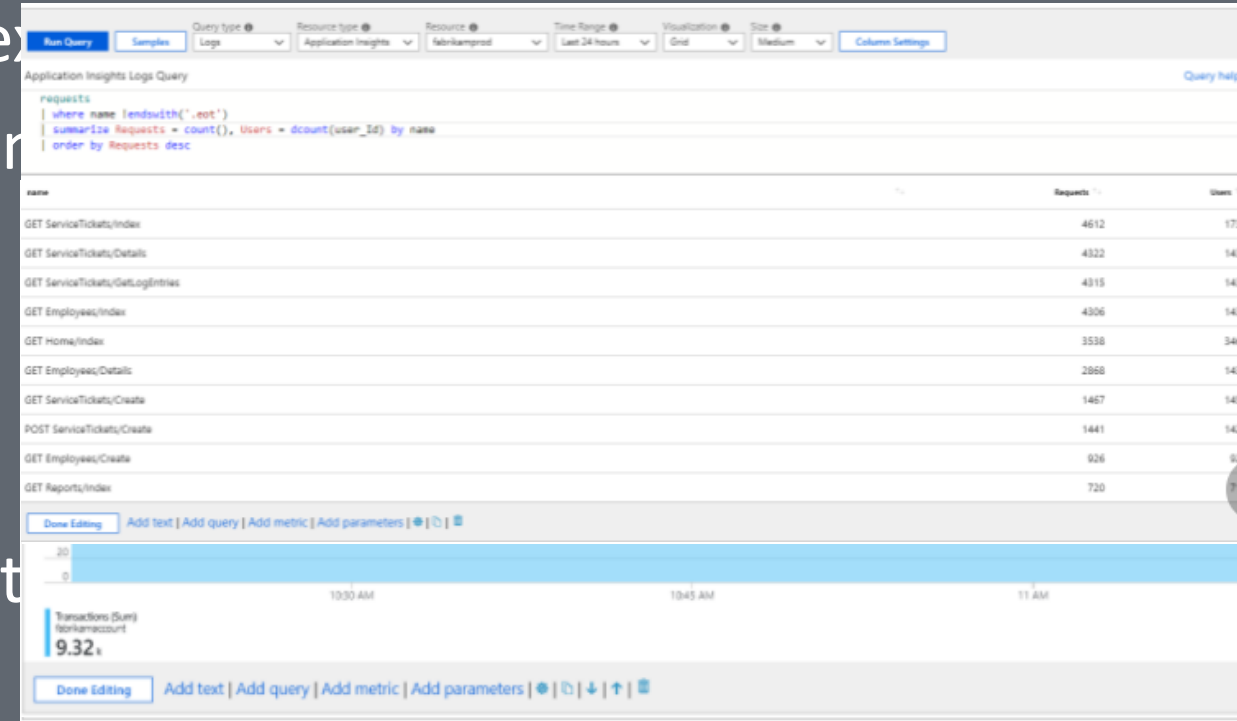 Query type Resource type Resource Time Range Visualization Size
Run Query Samples Logs Application Insights fabrikamprod Last 24 hours Grid Medium Column Settings
Application Insights Logs Query Query help
requests
| where name !endswith('.eot')
| summarize Requests = count(), Users = dcount(user_Id) by name
| order by Requests desc
name Requests Users
GET ServiceTickets/Index 4612
GET ServiceTickets/Details 4322
GET ServiceTickets/GetLogEntries 4315
GET Employees/Index 4306
GET Home/Index 3538
GET Employees/Details 2868
GET ServiceTickets/Create 1467
POST ServiceTickets/Create 1441
GET Employees/Create 926
GET Reports/Index 720
Done Editing Add text | Add query | Add metric | Add parameters |
20
0
10:30 AM 10:45 AM 11 AM
Transactions (Sum)
fabrikamaccount
9.32 k
Done Editing Add text | Add query | Add metric | Add parameters |